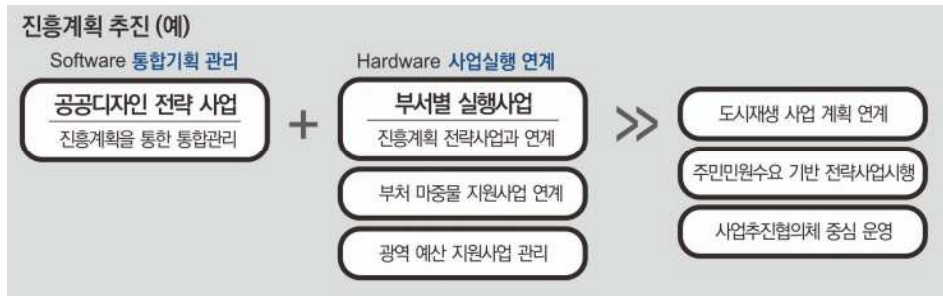 진흥계획 추진 (예)
Software 통합기획 관리
공공디자인 전략 사업
진흥계획을 통한 통합관리
+
Hardware 사업실행 연계
부서별 실행사업
진흥계획 전략사업과 연계
부처 마중물 지원사업 연계
광역 예산 지원사업 관리
도시재생 사업 계획 연계
주민민원수요 기반 전략사업시행
사업추진협의체 중심 운영